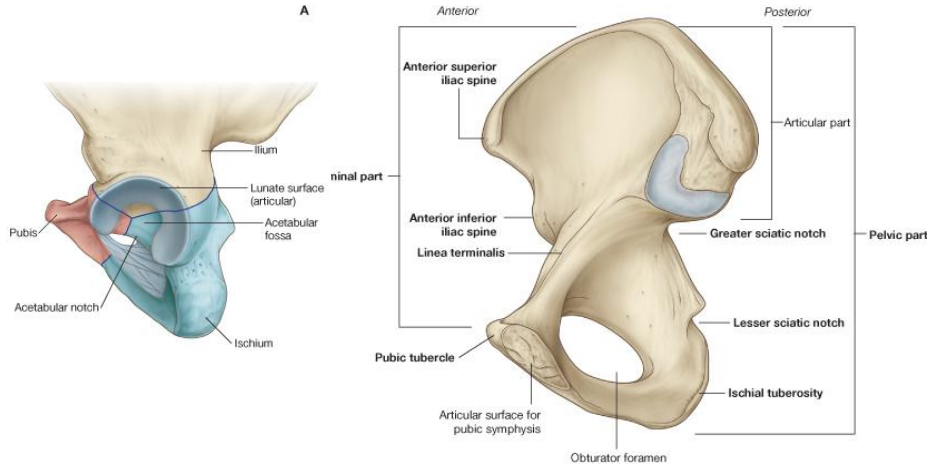 A
Anterior
Posterior
Anterior superior
iliac spine
Articular part
Ilium
Lunate surface
(articular)
minal part
Acetabular
fossa
Anterior inferior
iliac spine
Pubis
Greater sciatic notch
Pelvic part
Linea terminalis
Acetabular notch
Lesser sciatic notch
Ischium
Pubic tubercle
Ischial tuberosity
Articular surface for
pubic symphysis
Obturator foramen